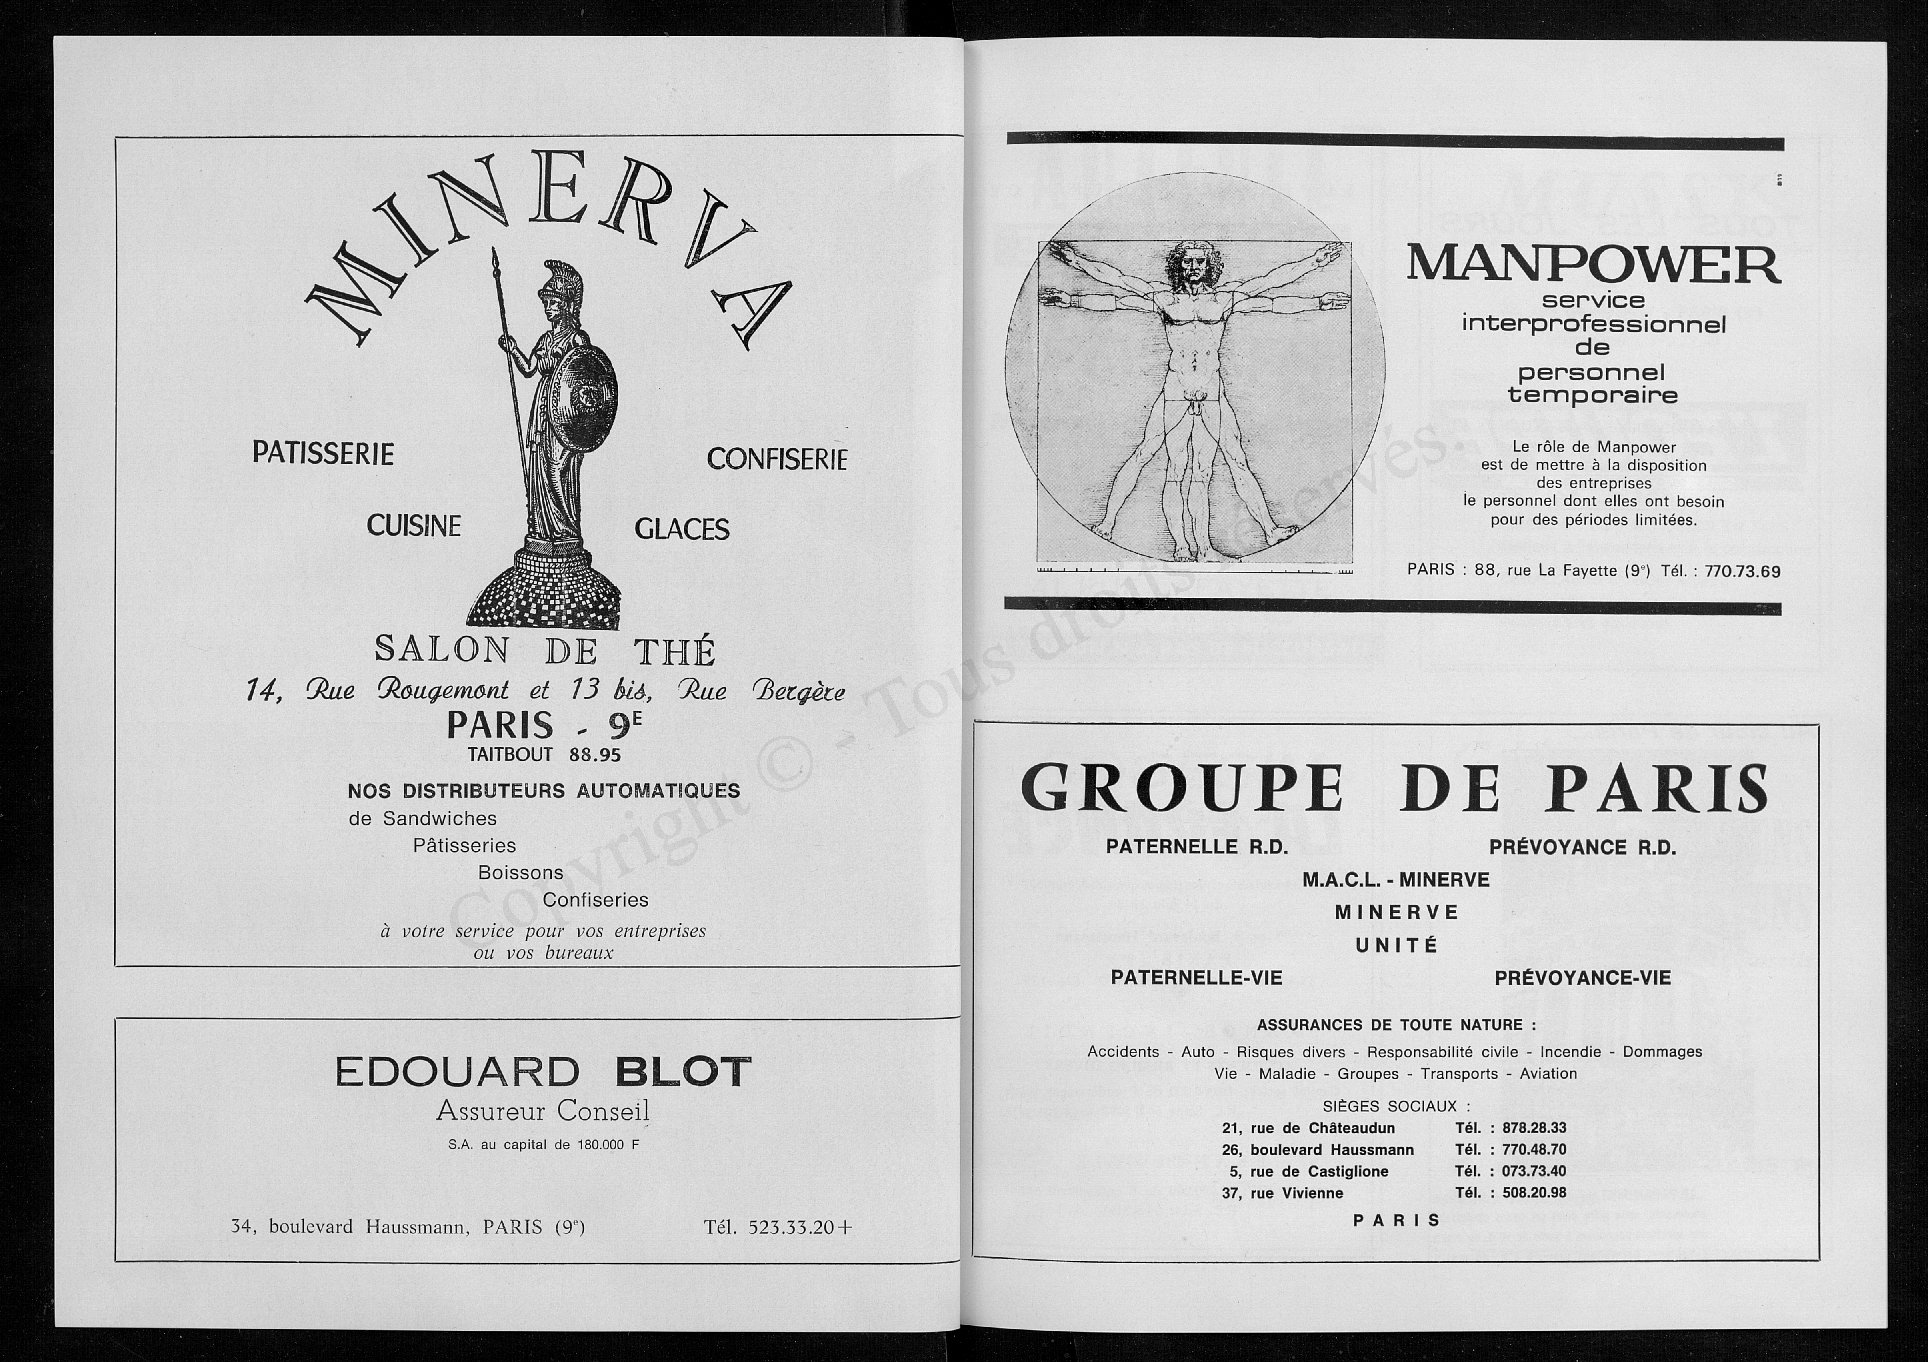 MINERVA
PATISSERIE
CONFISERIE
CUISINE
GLACES
SALON DE THÉ
14, Rue Rougemont et 13 bis, Rue Bergère
PARIS - 9E
TAITBOUT 88.95
NOS DISTRIBUTEURS AUTOMATIQUES
de Sandwiches
Pâtisseries
Boissons
Confiseries
à votre service pour vos entreprises
ou vos bureaux
EDOUARD BLOT
Assureur Conseil
S.A. au capital de 180.000 F
34, boulevard Haussmann, PARIS (9e) Tél. 523.33.20+
MANPOWER
service
interprofessionnel
de
personnel
temporaire
Le rôle de Manpower
est de mettre à la disposition
des entreprises
le personnel dont elles ont besoin
pour des périodes limitées.
PARIS : 88, rue La Fayette (9e) Tél. : 770.73.69
GROUPE DE PARIS
PATERNELLE R.D. PRÉVOYANCE R.D.
M.A.C.L. - MINERVE
MINERVE
UNITÉ
PATERNELLE-VIE PRÉVOYANCE-VIE
ASSURANCES DE TOUTE NATURE :
Accidents - Auto - Risques divers - Responsabilité civile - Incendie - Dommages
Vie - Maladie - Groupes - Transports - Aviation
SIÈGES SOCIAUX :
21, rue de Châteaudun Tél. : 878.28.33
26, boulevard Haussmann Tél. : 770.48.70
5, rue de Castiglione Tél. : 073.73.40
37, rue Vivienne Tél. : 508.20.98
PARIS
Copyright © - Tous droits réservés.